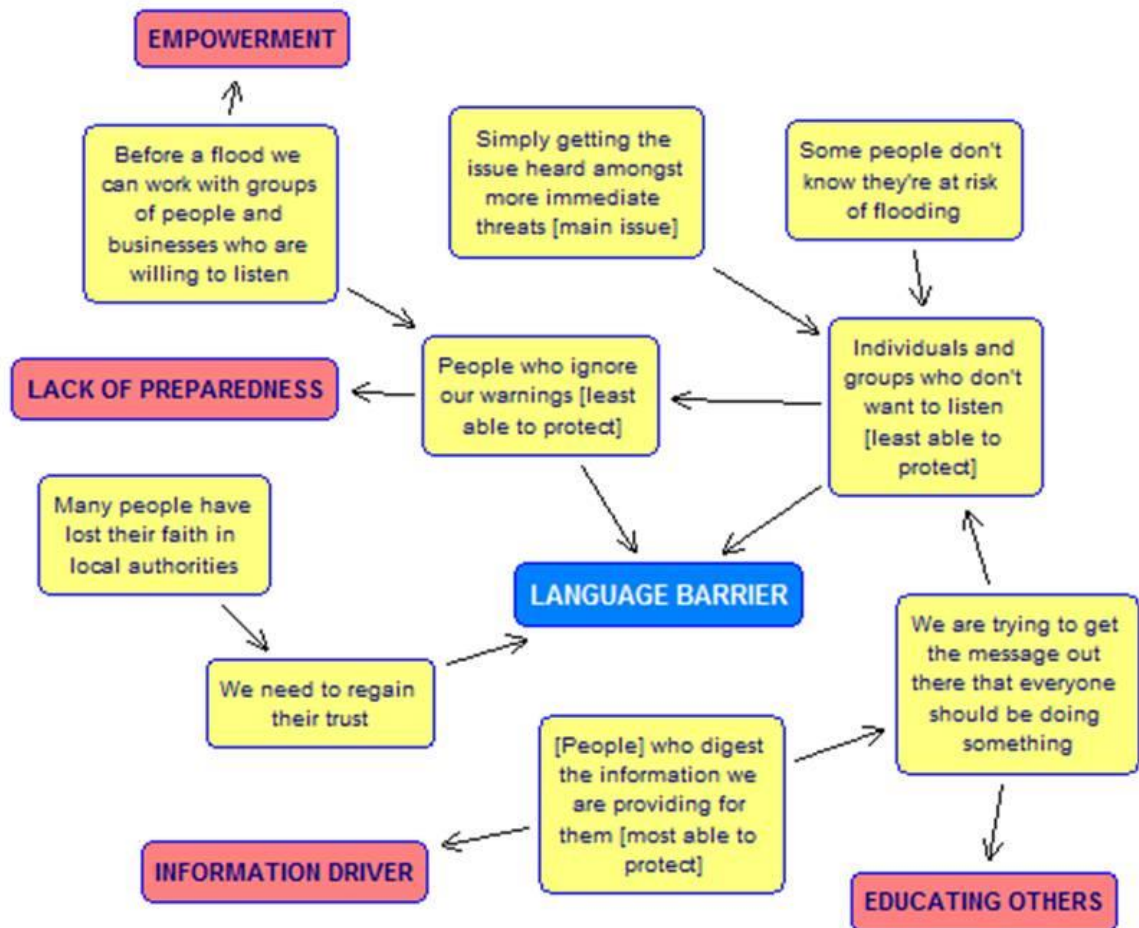 EMPOWERMENT
Before a flood we
can work with groups
of people and
businesses who are
willing to listen
Simply getting the
issue heard amongst
more immediate
threats [main issue]
Some people don't
know they're at risk
of flooding
LACK OF PREPAREDNESS
People who ignore
our warnings [least
able to protect]
Individuals and
groups who don't
want to listen
[least able to
protect]
Many people have
lost their faith in
local authorities
LANGUAGE BARRIER
We need to regain
their trust
We are trying to get
the message out
there that everyone
should be doing
something
[People] who digest
the information we
are providing for
them [most able to
protect]
INFORMATION DRIVER
EDUCATING OTHERS